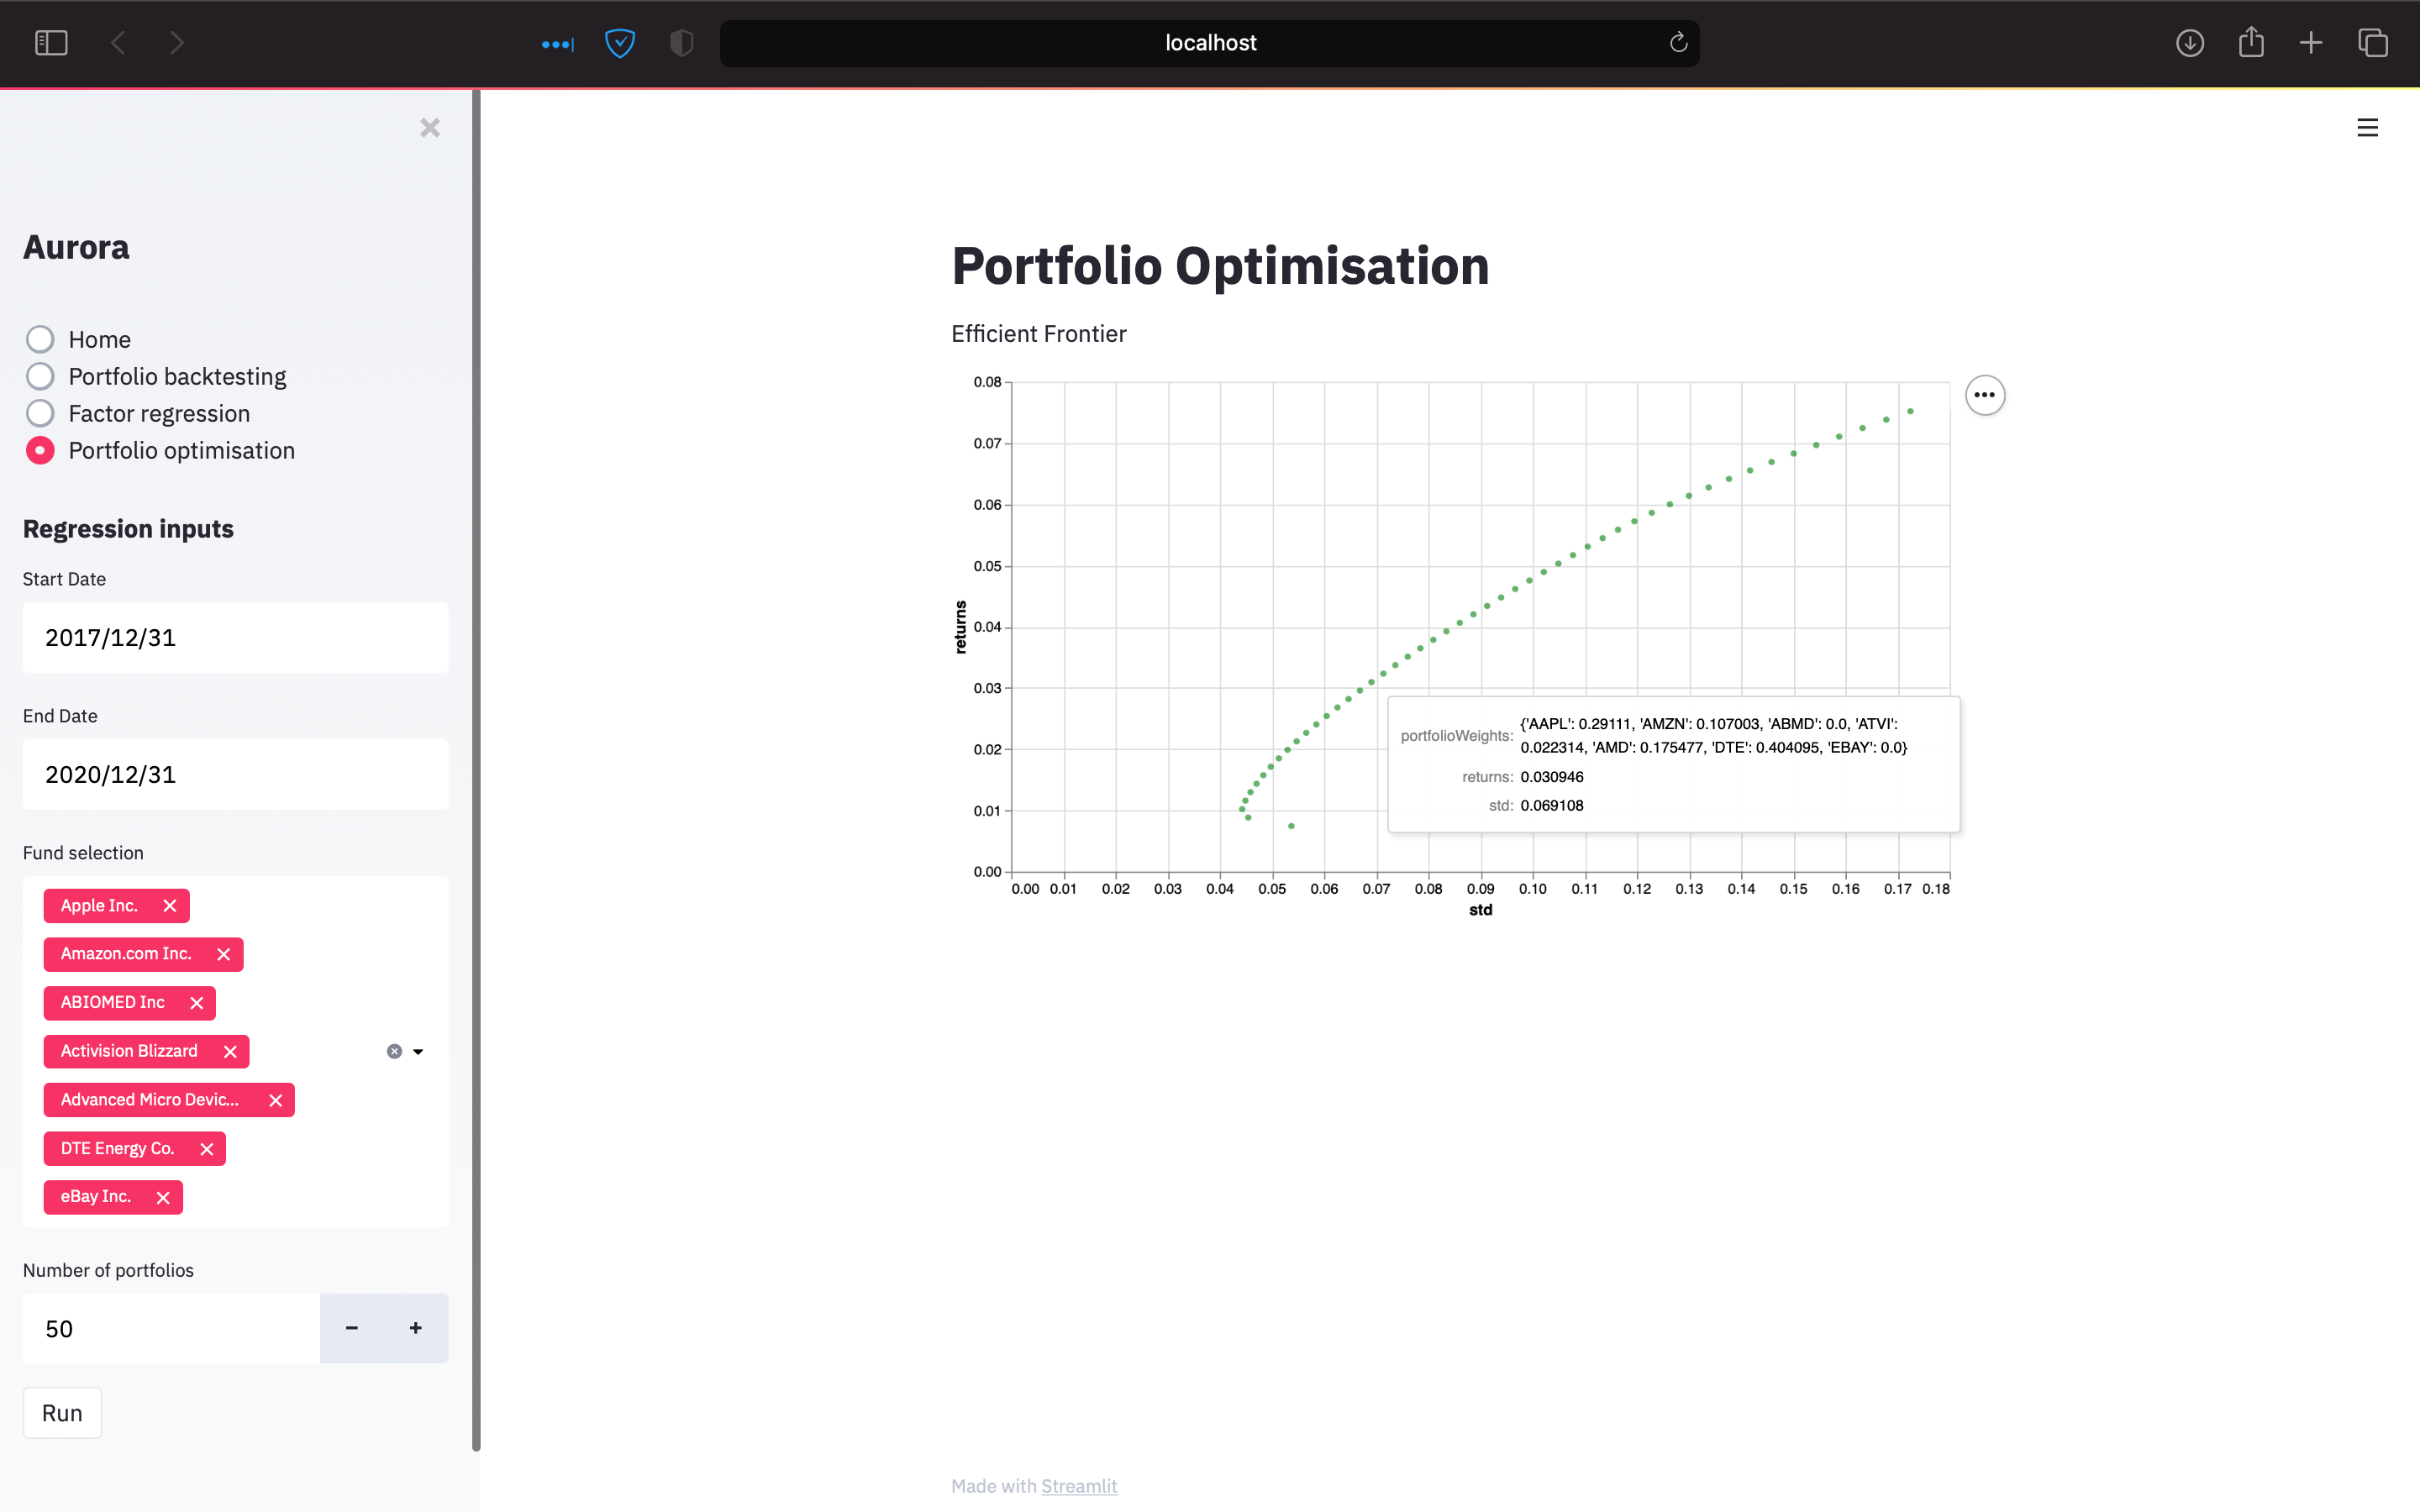 localhost
Aurora
Home
Portfolio backtesting
Factor regression
Portfolio optimisation
Regression inputs
Start Date
2017/12/31
End Date
2020/12/31
Fund selection
Apple Inc.
Amazon.com Inc.
ABIOMED Inc
Activision Blizzard
Advanced Micro Devic...
DTE Energy Co.
eBay Inc.
Number of portfolios
50
- +
Run
Portfolio Optimisation
Efficient Frontier
0.08
0.07
0.06
0.05
0.04
0.03
0.02
0.01
0.00
returns
portfolioWeights: {'AAPL': 0.29111, 'AMZN': 0.107003, 'ABMD': 0.0, 'ATVI':
0.022314, 'AMD': 0.175477, 'DTE': 0.404095, 'EBAY': 0.0}
returns: 0.030946
std: 0.069108
0.00 0.01 0.02 0.03 0.04 0.05 0.06 0.07 0.08 0.09 0.10 0.11 0.12 0.13 0.14 0.15 0.16 0.17 0.18
std
Made with Streamlit